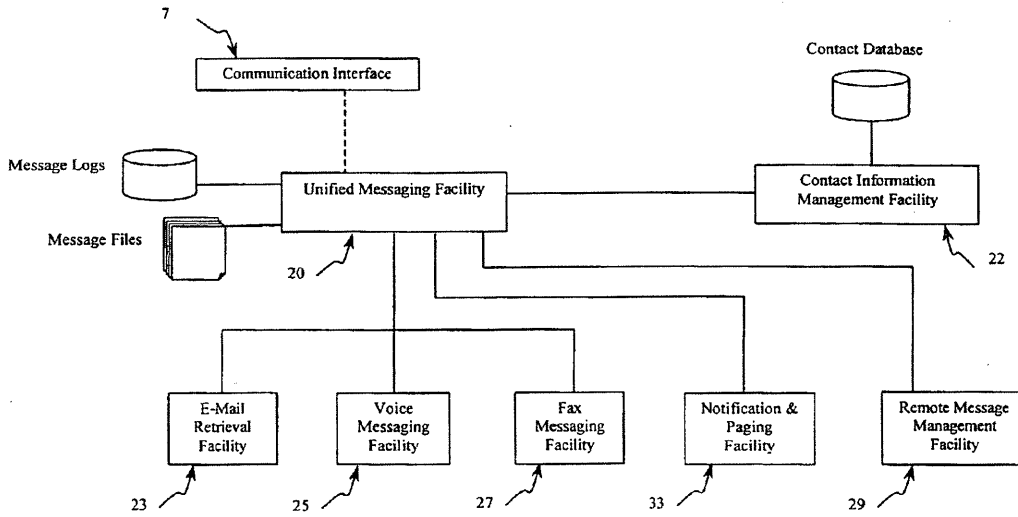 7
Communication Interface
Contact Database
Message Logs
Unified Messaging Facility
Contact Information
Management Facility
Message Files
20
22
E-Mail
Retrieval
Facility
Voice
Messaging
Facility
Fax
Messaging
Facility
Notification &
Paging
Facility
Remote Message
Management
Facility
23
25
27
33
29